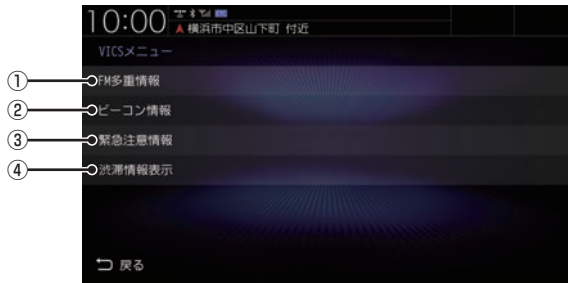 10:00
横浜市中区山下町 付近
VICSメニュー
① FM多重情報
② ビーコン情報
③ 緊急注意情報
④ 渋滞情報表示
戻る